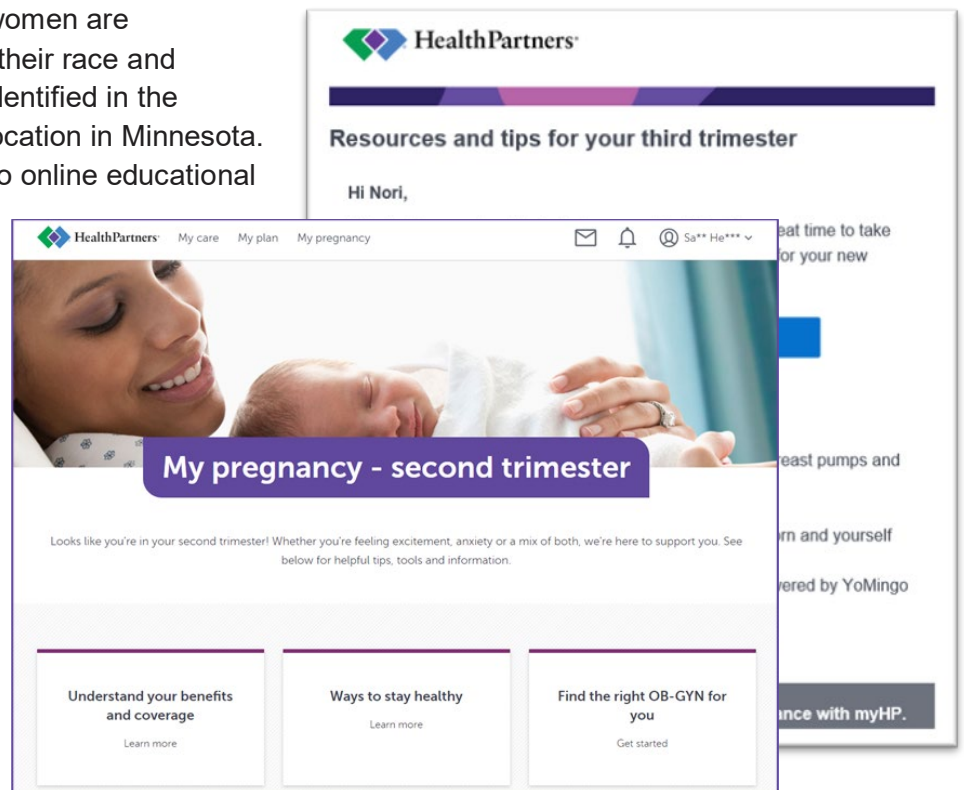 women are
their race and
dentified in the
ocation in Minnesota.
o online educational
HealthPartners
Resources and tips for your third trimester
Hi Nori,
eat time to take
for your new
reast pumps and
rn and yourself
vered by YoMingo
ance with myHP.
HealthPartners My care My plan My pregnancy Sa** He***
My pregnancy - second trimester
Looks like you're in your second trimester! Whether you're feeling excitement, anxiety or a mix of both, we're here to support you. See
below for helpful tips, tools and information.
Understand your benefits
and coverage
Learn more
Ways to stay healthy
Learn more
Find the right OB-GYN for
you
Get started